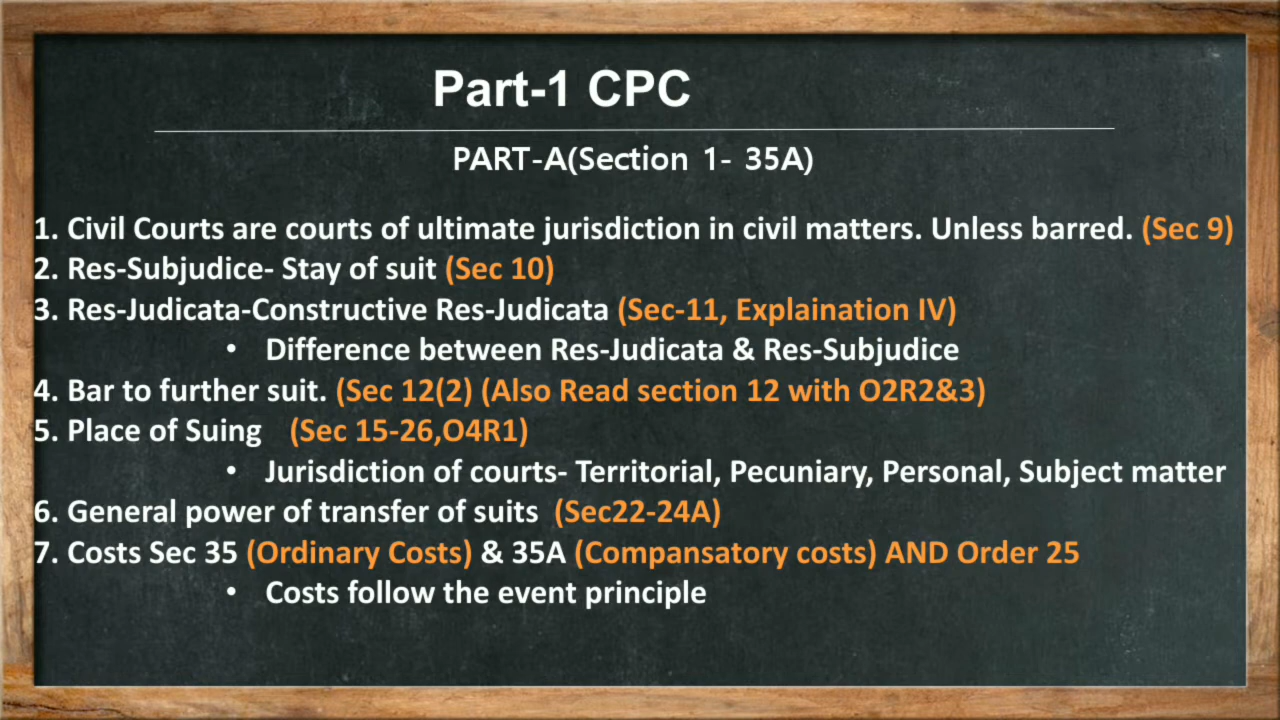 Part-1 CPC
PART-A(Section 1- 35A)
1. Civil Courts are courts of ultimate jurisdiction in civil matters. Unless barred. (Sec 9)
2. Res-Subjudice- Stay of suit (Sec 10)
3. Res-Judicata-Constructive Res-Judicata (Sec-11, Explaination IV)
• Difference between Res-Judicata & Res-Subjudice
4. Bar to further suit. (Sec 12(2) (Also Read section 12 with O2R2&3)
5. Place of Suing (Sec 15-26,O4R1)
• Jurisdiction of courts- Territorial, Pecuniary, Personal, Subject matter
6. General power of transfer of suits (Sec22-24A)
7. Costs Sec 35 (Ordinary Costs) & 35A (Compansatory costs) AND Order 25
• Costs follow the event principle